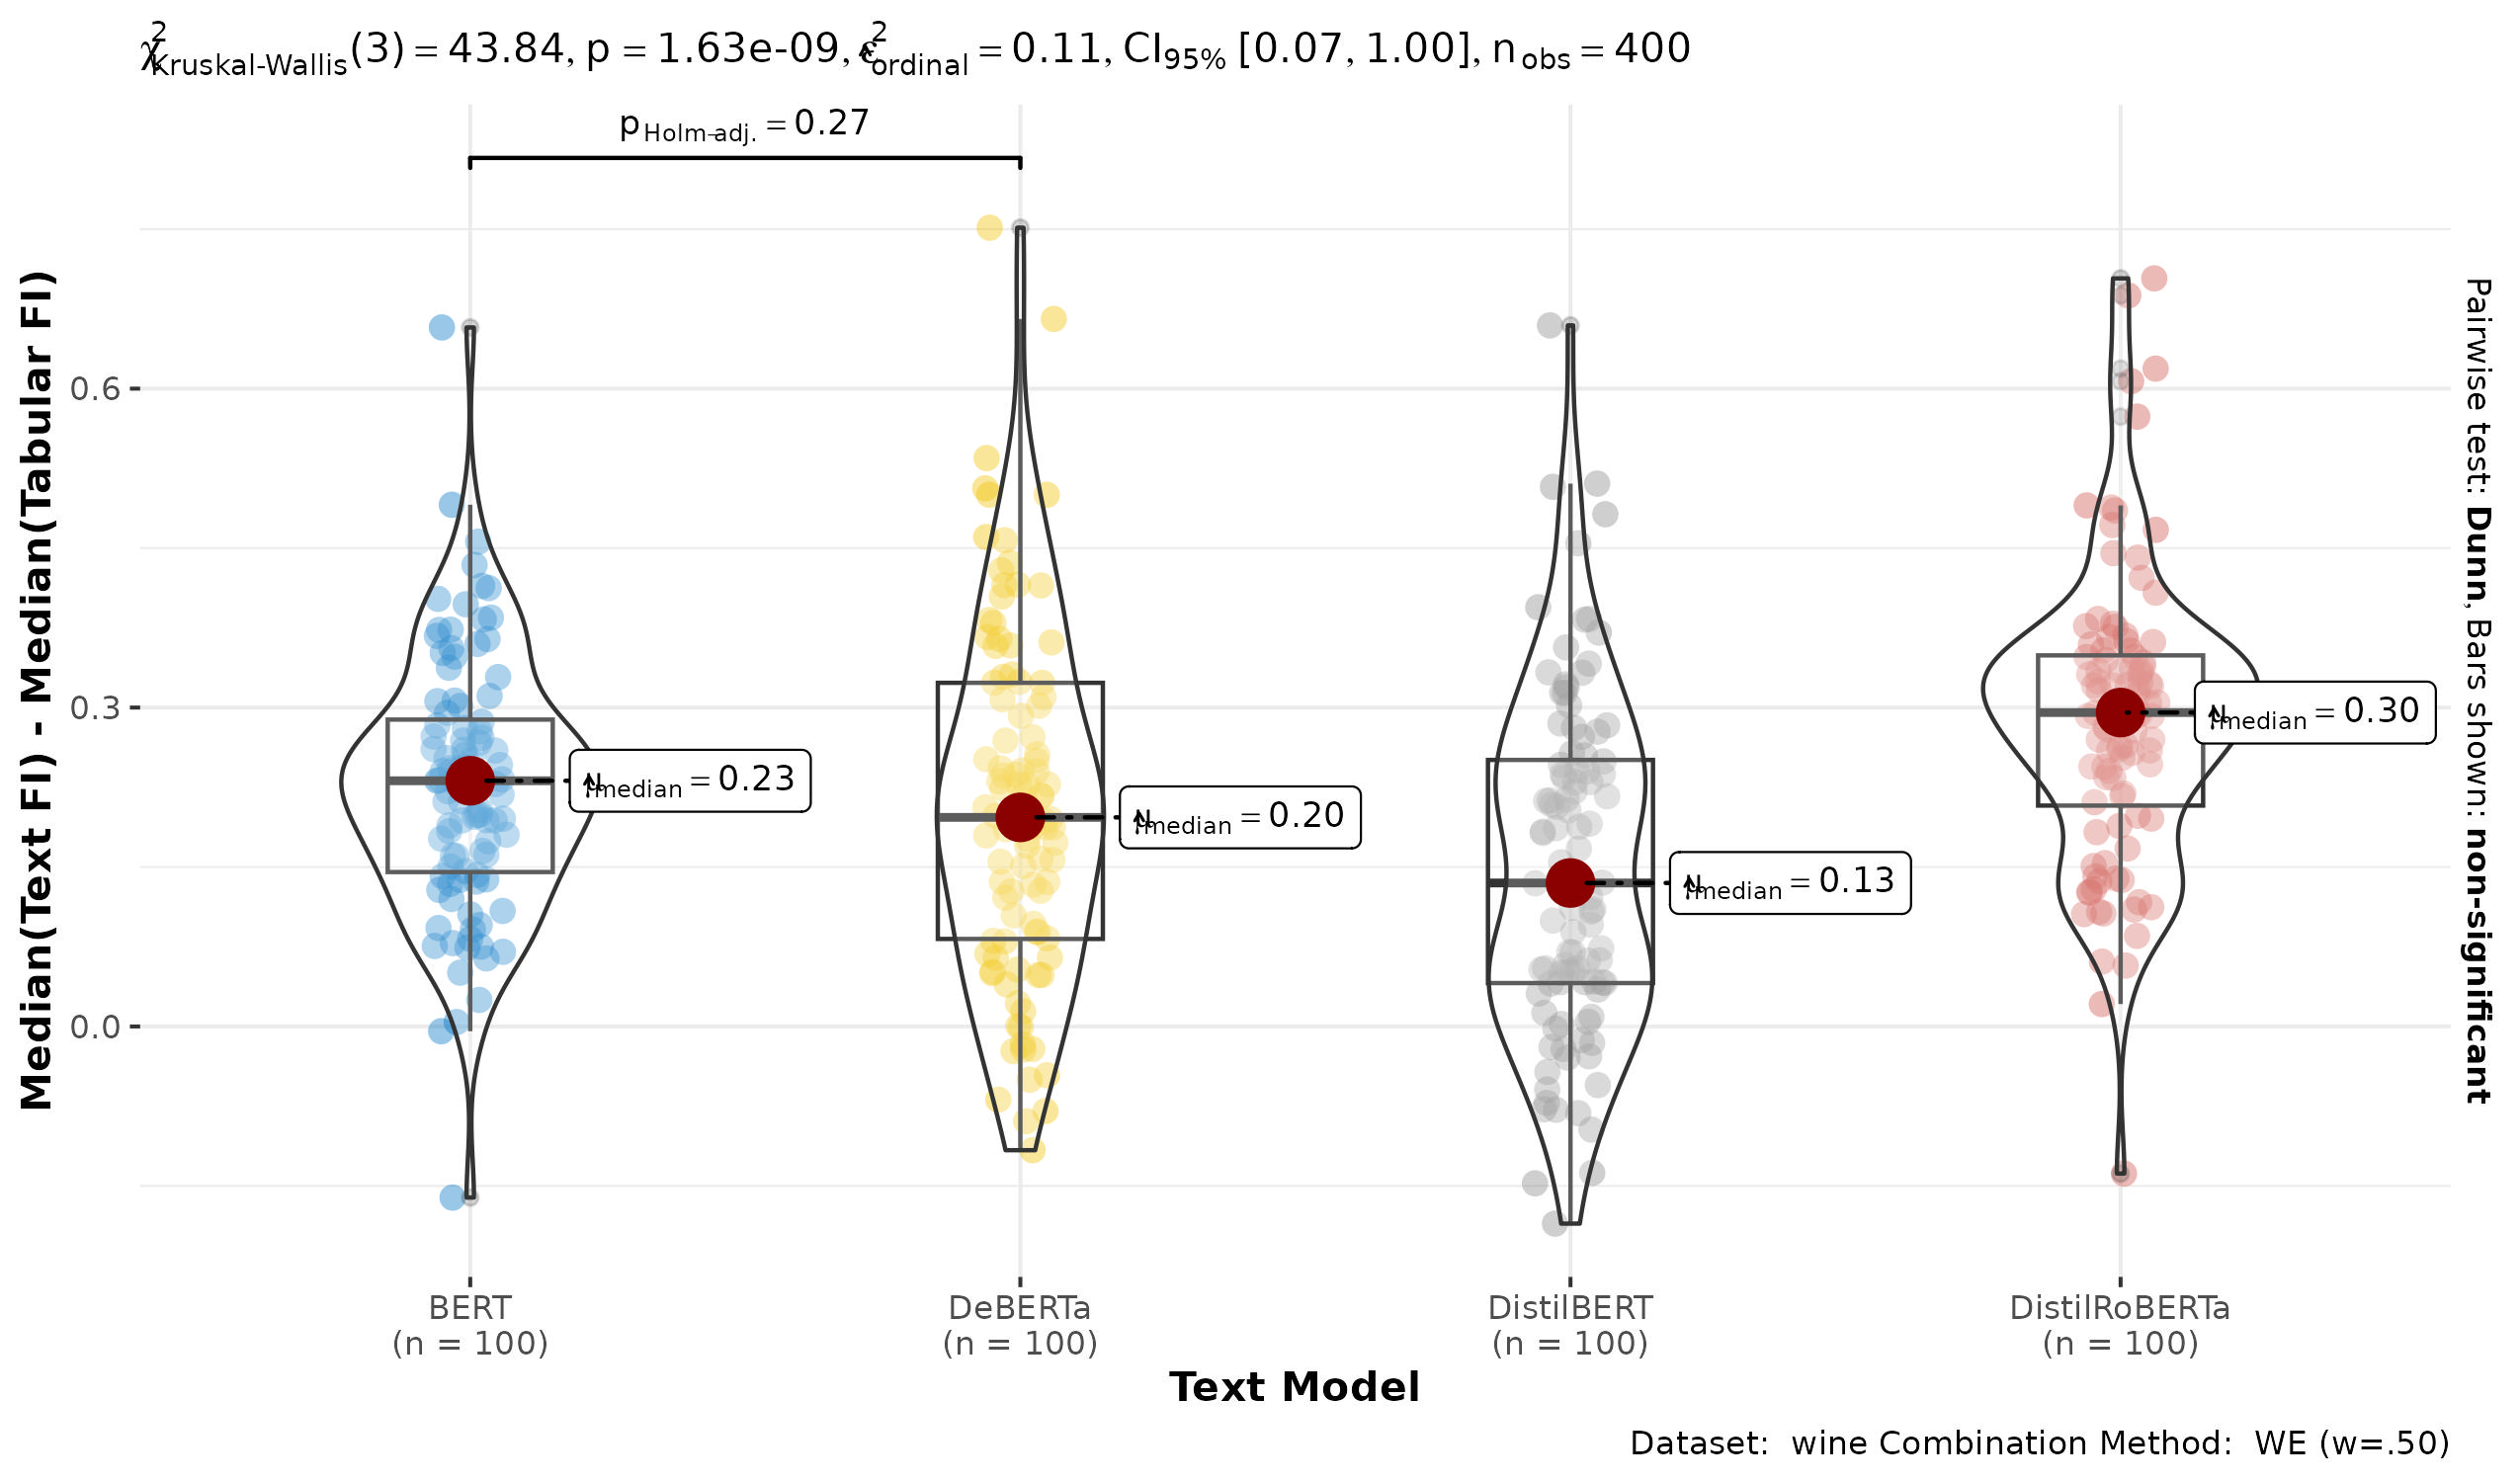 χ²Kruskal-Wallis(3) = 43.84, p = 1.63e-09, ε̂²ordinal = 0.11, CI95% [0.07, 1.00], nobs = 400
pHolm-adj. = 0.27
Median(Text FI) - Median(Tabular FI)
0.6
0.3
0.0
μ̂median = 0.23
μ̂median = 0.20
μ̂median = 0.13
μ̂median = 0.30
Pairwise test: Dunn, Bars shown: non-significant
BERT
(n = 100)
DeBERTa
(n = 100)
DistilBERT
(n = 100)
DistilRoBERTa
(n = 100)
Text Model
Dataset:  wine Combination Method:  WE (w=.50)